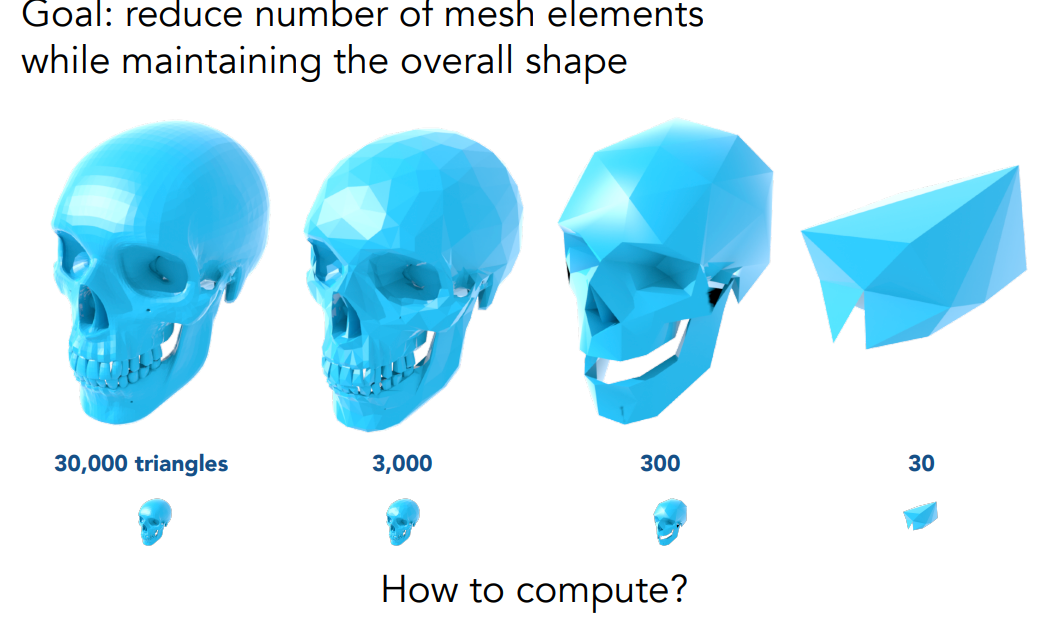 Goal: reduce number of mesh elements
while maintaining the overall shape
30,000 triangles
3,000
300
30
How to compute?